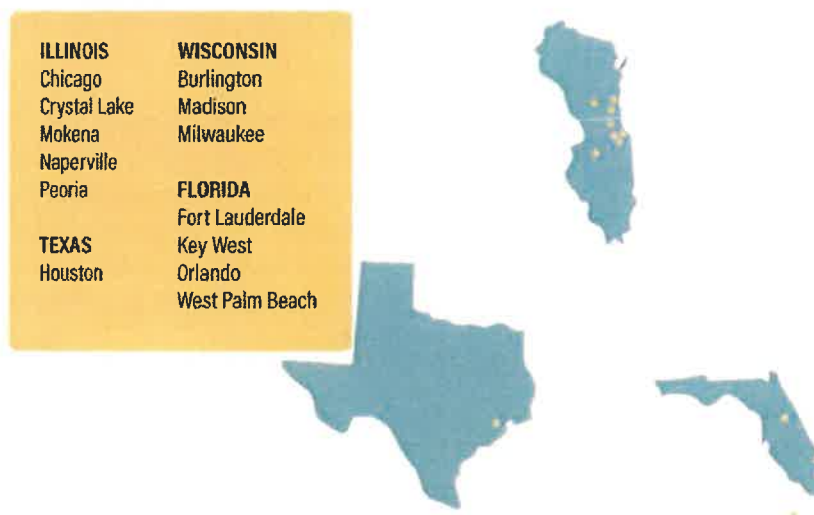 ILLINOIS
Chicago
Crystal Lake
Mokena
Naperville
Peoria
TEXAS
Houston
WISCONSIN
Burlington
Madison
Milwaukee
FLORIDA
Fort Lauderdale
Key West
Orlando
West Palm Beach